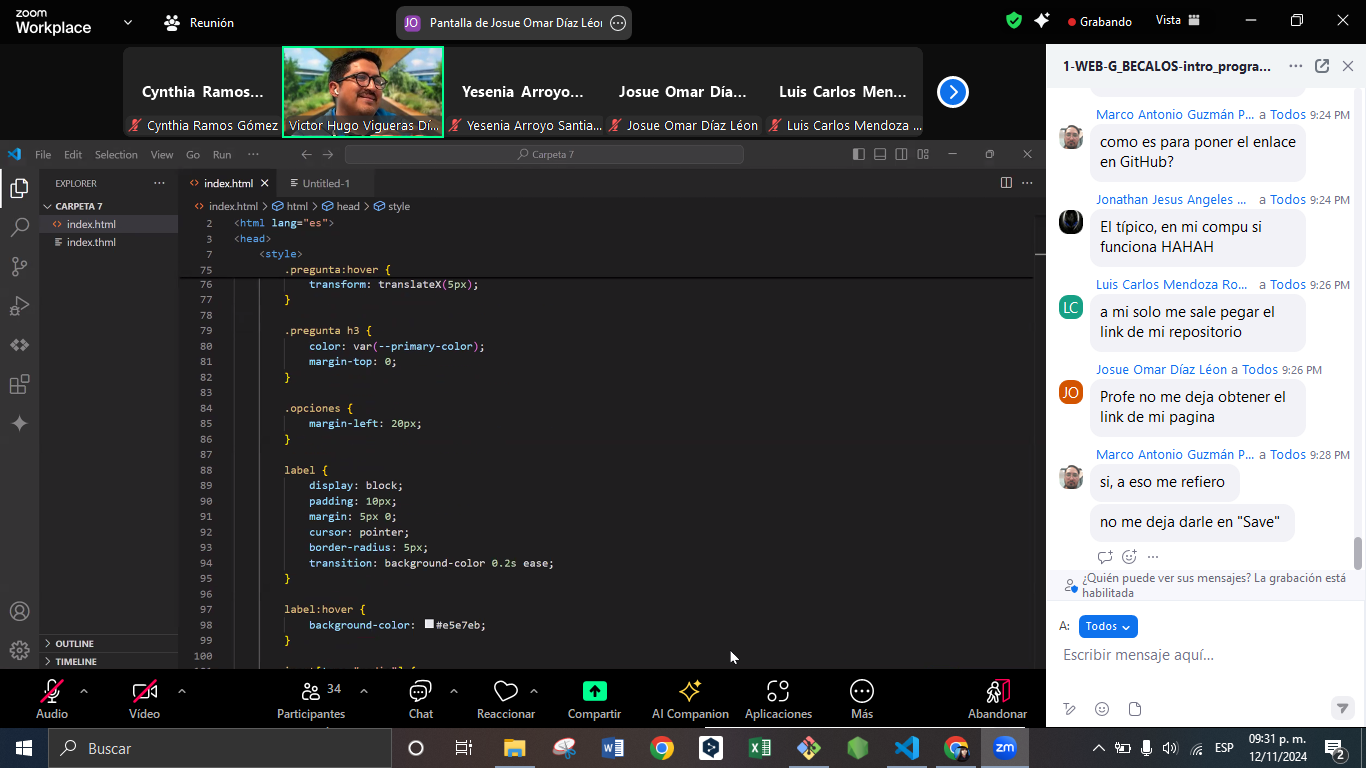 zoom
Workplace
Reunión
JO Pantalla de Josue Omar Díaz Léon
Grabando
Vista
Cynthia Ramos...
Cynthia Ramos Gómez
Victor Hugo Vigueras Di...
Yesenia Arroyo...
Yesenia Arroyo Santia...
Josue Omar Día...
Josue Omar Díaz Léon
Luis Carlos Men...
Luis Carlos Mendoza ...
File Edit Selection View Go Run ...
Carpeta 7
EXPLORER
CARPETA 7
index.html
index.thml
OUTLINE
TIMELINE
index.html
Untitled-1
index.html > html > head > style
2 <html lang="es">
3 <head>
7 <style>
75 .pregunta:hover {
76 transform: translateX(5px);
77 }
78
79 .pregunta h3 {
80 color: var(--primary-color);
81 margin-top: 0;
82 }
83
84 .opciones {
85 margin-left: 20px;
86 }
87
88 label {
89 display: block;
90 padding: 10px;
91 margin: 5px 0;
92 cursor: pointer;
93 border-radius: 5px;
94 transition: background-color 0.2s ease;
95 }
96
97 label:hover {
98 background-color: #e5e7eb;
99 }
100
1-WEB-G_BECALOS-intro_progra...
Marco Antonio Guzmán P... a Todos 9:24 PM
como es para poner el enlace
en GitHub?
Jonathan Jesus Angeles ... a Todos 9:24 PM
El típico, en mi compu si
funciona HAHAH
Luis Carlos Mendoza Ro... a Todos 9:26 PM
LC
a mi solo me sale pegar el
link de mi repositorio
Josue Omar Díaz Léon a Todos 9:26 PM
JO
Profe no me deja obtener el
link de mi pagina
Marco Antonio Guzmán P... a Todos 9:28 PM
si, a eso me refiero
no me deja darle en "Save"
¿Quién puede ver sus mensajes? La grabación está
habilitada
A: Todos
Escribir mensaje aquí...
Audio
Vídeo
34
Participantes
Chat
Reaccionar
Compartir
AI Companion
Aplicaciones
Más
Abandonar
Buscar
zm
ESP
09:31 p. m.
12/11/2024
2